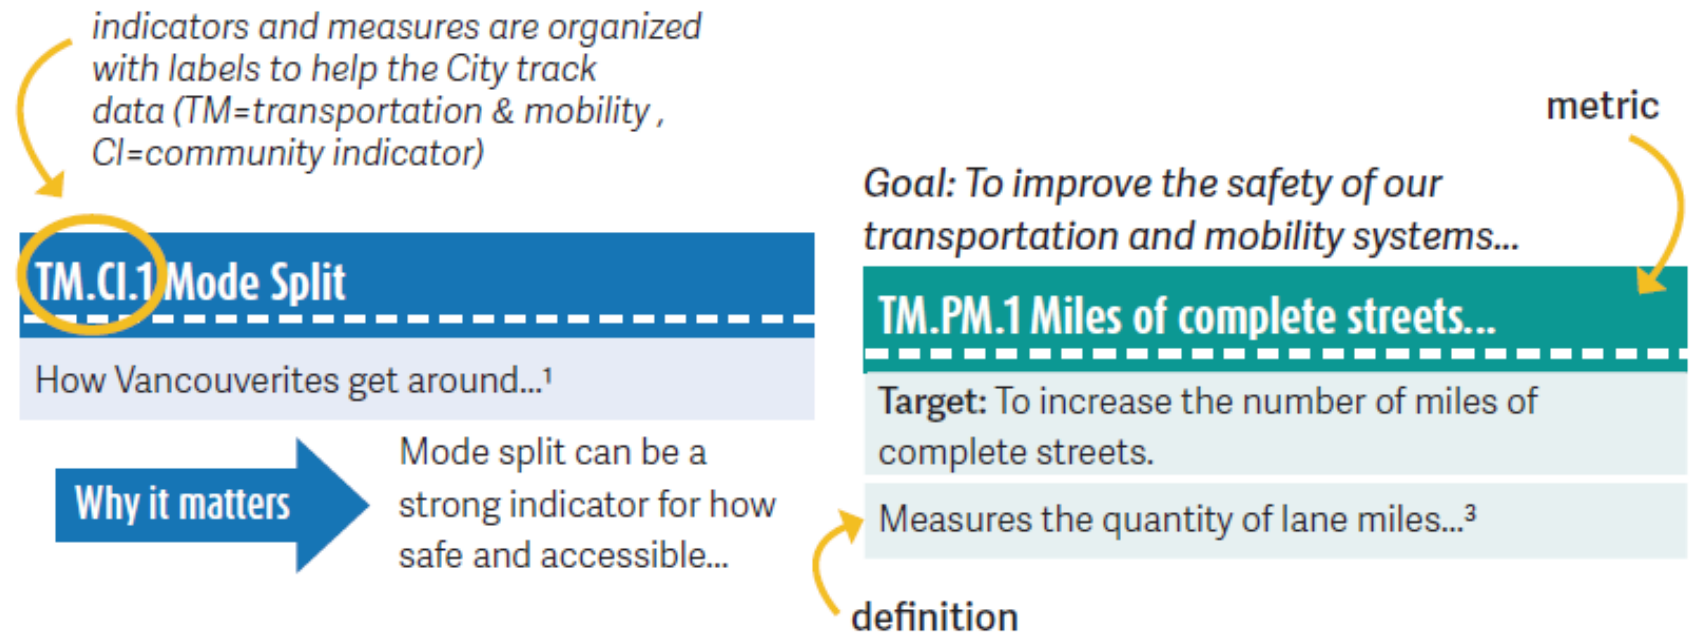 indicators and measures are organized
with labels to help the City track
data (TM=transportation & mobility ,
CI=community indicator)
TM.CI.1 Mode Split
How Vancouverites get around...¹
Why it matters
Mode split can be a
strong indicator for how
safe and accessible...
metric
Goal: To improve the safety of our
transportation and mobility systems...
TM.PM.1 Miles of complete streets...
Target: To increase the number of miles of
complete streets.
Measures the quantity of lane miles...³
definition